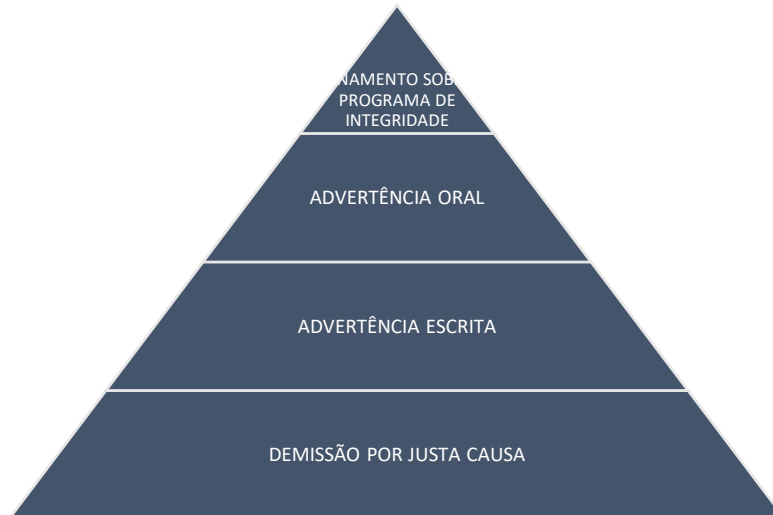 PROGRAMA DE
INTEGRIDADE
ADVERTÊNCIA ORAL
ADVERTÊNCIA ESCRITA
DEMISSÃO POR JUSTA CAUSA